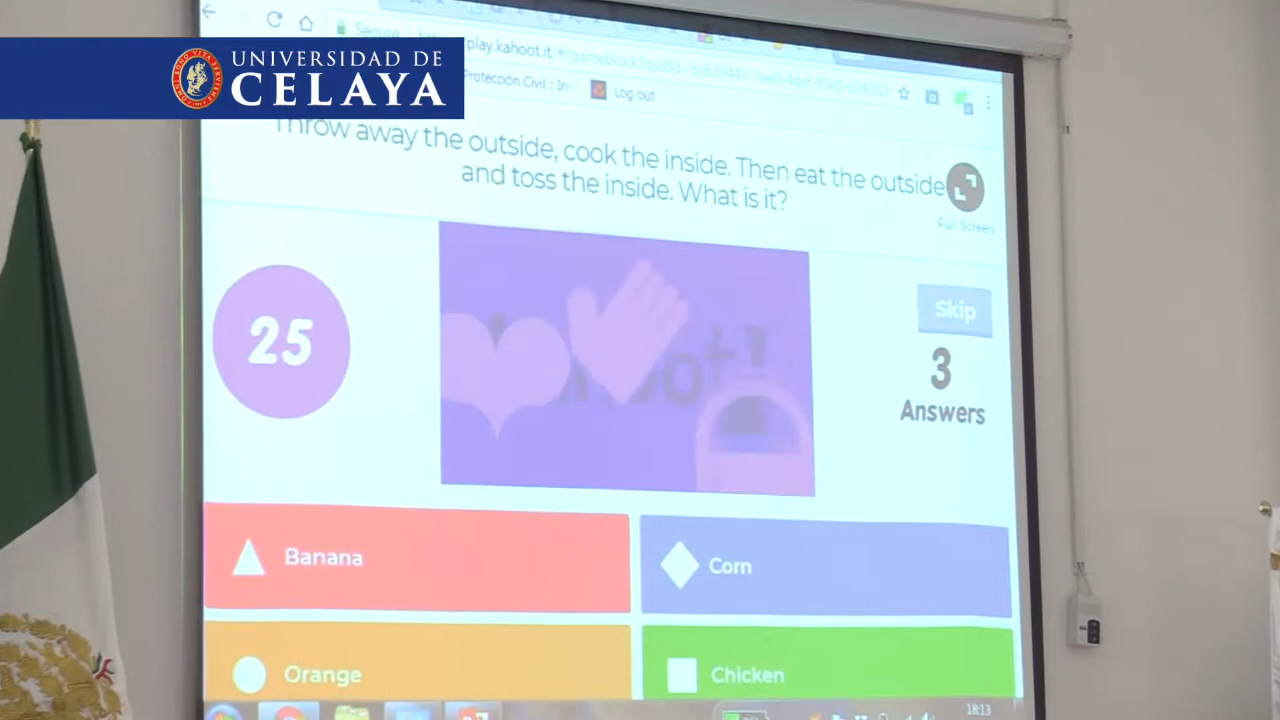 UNIVERSIDAD DE
CELAYA
Secure
play.kahoot.it
Protección Civil :: In
Log out
Throw away the outside, cook the inside. Then eat the outside
and toss the inside. What is it?
Full Screen
25
Skip
3
Answers
Banana
Corn
Orange
Chicken
18:13